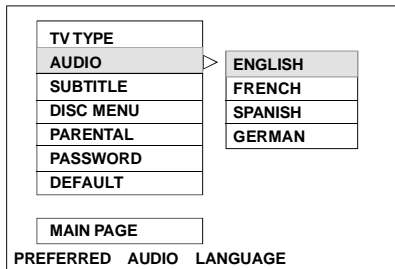 TV TYPE
AUDIO
SUBTITLE
DISC MENU
PARENTAL
PASSWORD
DEFAULT
ENGLISH
FRENCH
SPANISH
GERMAN
MAIN PAGE
PREFERRED AUDIO LANGUAGE